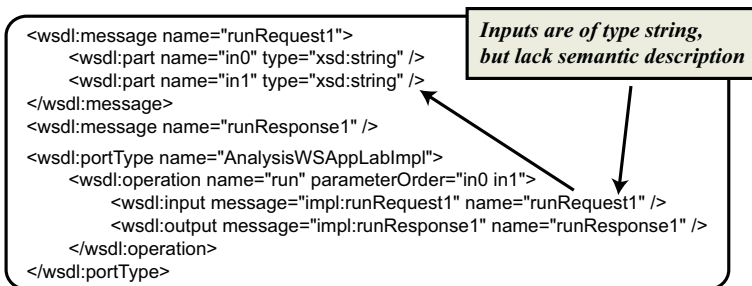 Inputs are of type string,
but lack semantic description
<wsdl:message name="runRequest1">
<wsdl:part name="in0" type="xsd:string" />
<wsdl:part name="in1" type="xsd:string" />
</wsdl:message>
<wsdl:message name="runResponse1" />
<wsdl:portType name="AnalysisWSAppLabImpl">
<wsdl:operation name="run" parameterOrder="in0 in1">
<wsdl:input message="impl:runRequest1" name="runRequest1" />
<wsdl:output message="impl:runResponse1" name="runResponse1" />
</wsdl:operation>
</wsdl:portType>